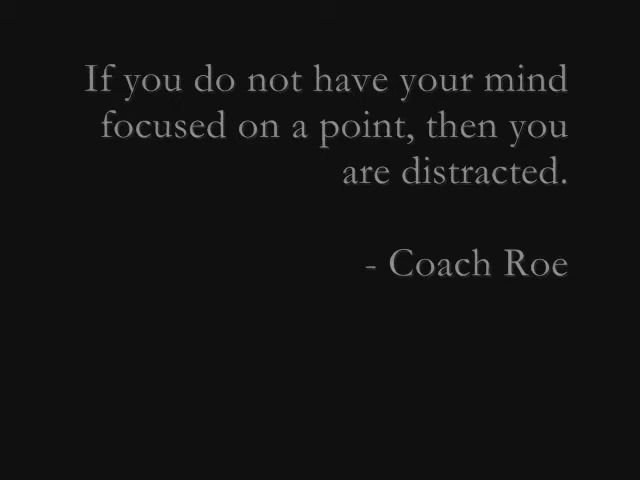 If you do not have your mind
focused on a point, then you
are distracted.
- Coach Roe